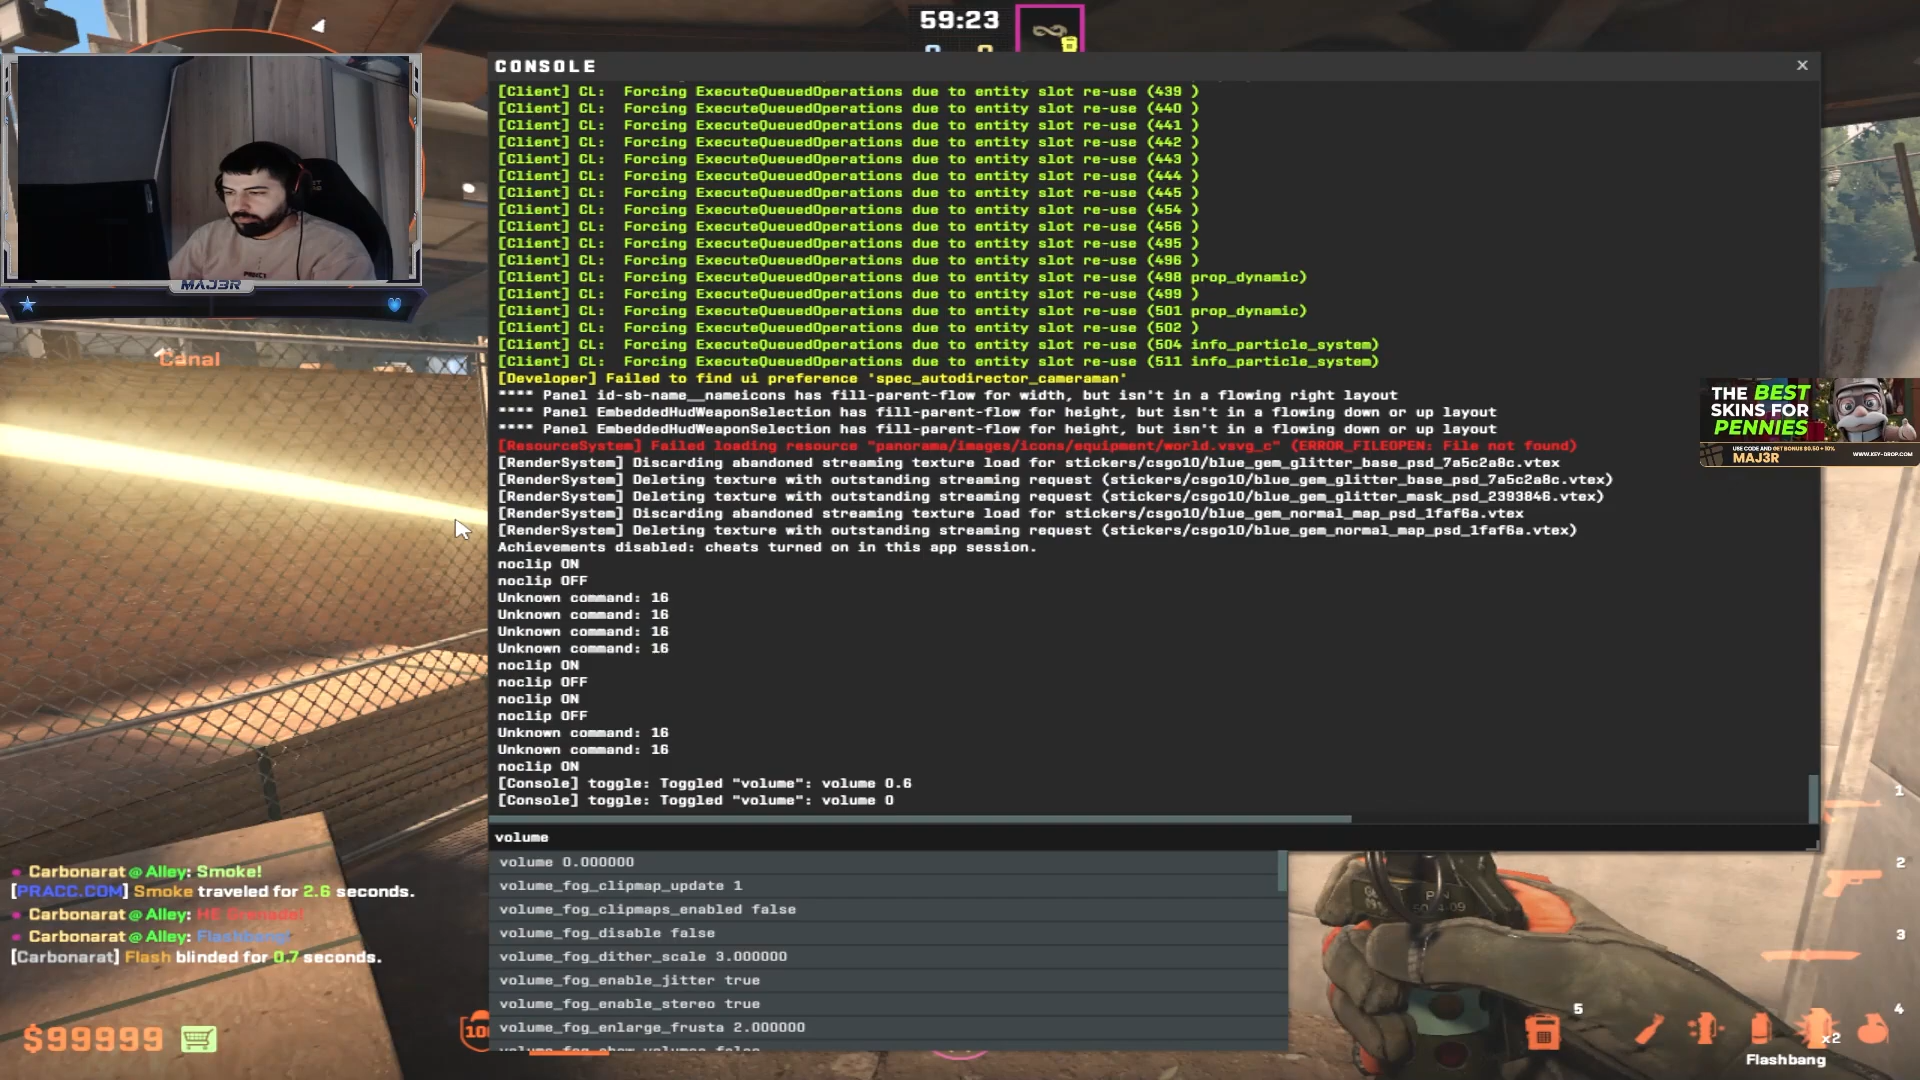 59:23
CONSOLE
[Client] CL:  Forcing ExecuteQueuedOperations due to entity slot re-use (439 )
[Client] CL:  Forcing ExecuteQueuedOperations due to entity slot re-use (440 )
[Client] CL:  Forcing ExecuteQueuedOperations due to entity slot re-use (441 )
[Client] CL:  Forcing ExecuteQueuedOperations due to entity slot re-use (442 )
[Client] CL:  Forcing ExecuteQueuedOperations due to entity slot re-use (443 )
[Client] CL:  Forcing ExecuteQueuedOperations due to entity slot re-use (444 )
[Client] CL:  Forcing ExecuteQueuedOperations due to entity slot re-use (445 )
[Client] CL:  Forcing ExecuteQueuedOperations due to entity slot re-use (454 )
[Client] CL:  Forcing ExecuteQueuedOperations due to entity slot re-use (456 )
[Client] CL:  Forcing ExecuteQueuedOperations due to entity slot re-use (495 )
[Client] CL:  Forcing ExecuteQueuedOperations due to entity slot re-use (496 )
[Client] CL:  Forcing ExecuteQueuedOperations due to entity slot re-use (498 prop_dynamic)
[Client] CL:  Forcing ExecuteQueuedOperations due to entity slot re-use (499 )
[Client] CL:  Forcing ExecuteQueuedOperations due to entity slot re-use (501 prop_dynamic)
[Client] CL:  Forcing ExecuteQueuedOperations due to entity slot re-use (502 )
[Client] CL:  Forcing ExecuteQueuedOperations due to entity slot re-use (504 info_particle_system)
[Client] CL:  Forcing ExecuteQueuedOperations due to entity slot re-use (511 info_particle_system)
[Developer] Failed to find ui preference 'spec_autodirector_cameraman'
**** Panel id-sb-name__nameicons has fill-parent-flow for width, but isn't in a flowing right layout
**** Panel EmbeddedHudWeaponSelection has fill-parent-flow for height, but isn't in a flowing down or up layout
**** Panel EmbeddedHudWeaponSelection has fill-parent-flow for height, but isn't in a flowing down or up layout
[ResourceSystem] Failed loading resource "panorama/images/icons/equipment/world.vsvg_c" (ERROR_FILEOPEN: File not found)
[RenderSystem] Discarding abandoned streaming texture load for stickers/csgo10/blue_gem_glitter_base_psd_7a5c2a8c.vtex
[RenderSystem] Deleting texture with outstanding streaming request (stickers/csgo10/blue_gem_glitter_base_psd_7a5c2a8c.vtex)
[RenderSystem] Deleting texture with outstanding streaming request (stickers/csgo10/blue_gem_glitter_mask_psd_2393846.vtex)
[RenderSystem] Discarding abandoned streaming texture load for stickers/csgo10/blue_gem_normal_map_psd_1faf6a.vtex
[RenderSystem] Deleting texture with outstanding streaming request (stickers/csgo10/blue_gem_normal_map_psd_1faf6a.vtex)
Achievements disabled: cheats turned on in this app session.
noclip ON
noclip OFF
Unknown command: 16
Unknown command: 16
Unknown command: 16
Unknown command: 16
noclip ON
noclip OFF
noclip ON
noclip OFF
Unknown command: 16
Unknown command: 16
noclip ON
[Console] toggle: Toggled "volume": volume 0.6
[Console] toggle: Toggled "volume": volume 0
volume
volume 0.000000
volume_fog_clipmap_update 1
volume_fog_clipmaps_enabled false
volume_fog_disable false
volume_fog_dither_scale 3.000000
volume_fog_enable_jitter true
volume_fog_enable_stereo true
volume_fog_enlarge_frusta 2.000000
MAJ3R
Canal
THE BEST
SKINS FOR
PENNIES
USE CODE AND GET BONUS $0.50 + 10%
MAJ3R
WWW.KEY-DROP.COM
Carbonarat @ Alley: Smoke!
[PRACC.COM] Smoke traveled for 2.6 seconds.
Carbonarat @ Alley: HE Grenade!
Carbonarat @ Alley: Flashbang!
[Carbonarat] Flash blinded for 0.7 seconds.
$99999
100
1
2
3
4
5
x2
Flashbang